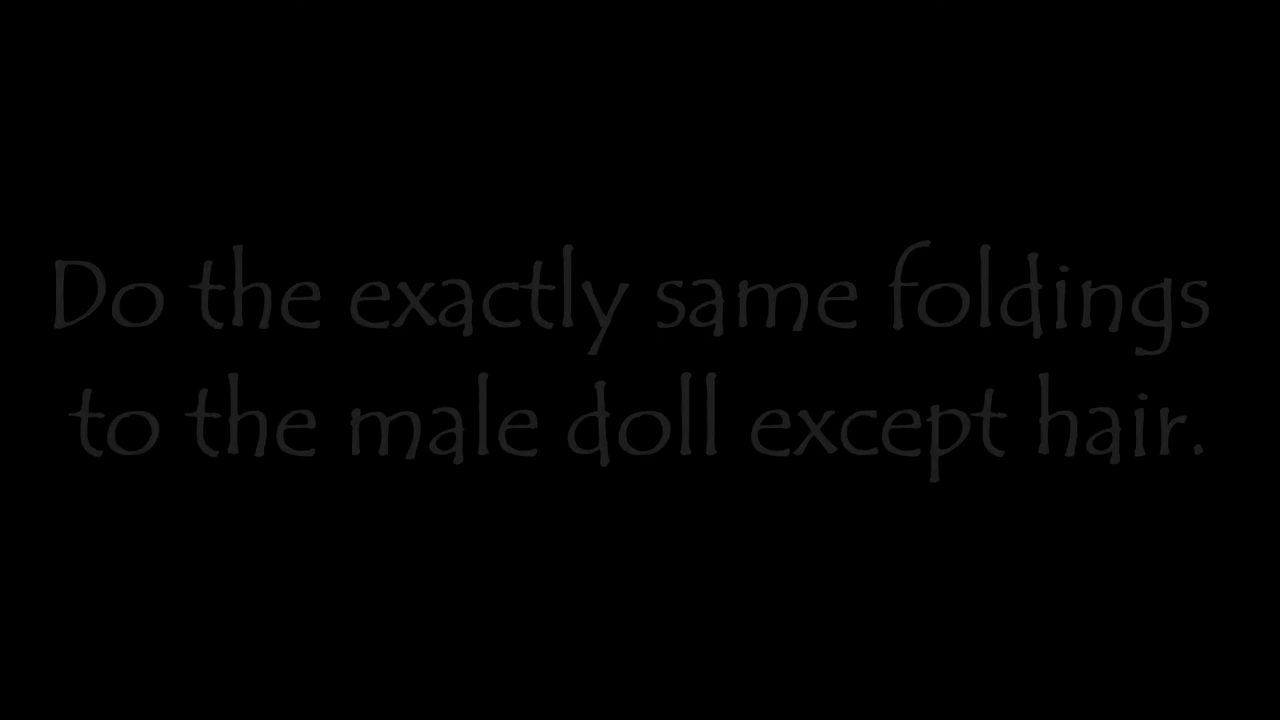 Do the exactly same foldings
to the male doll except hair.